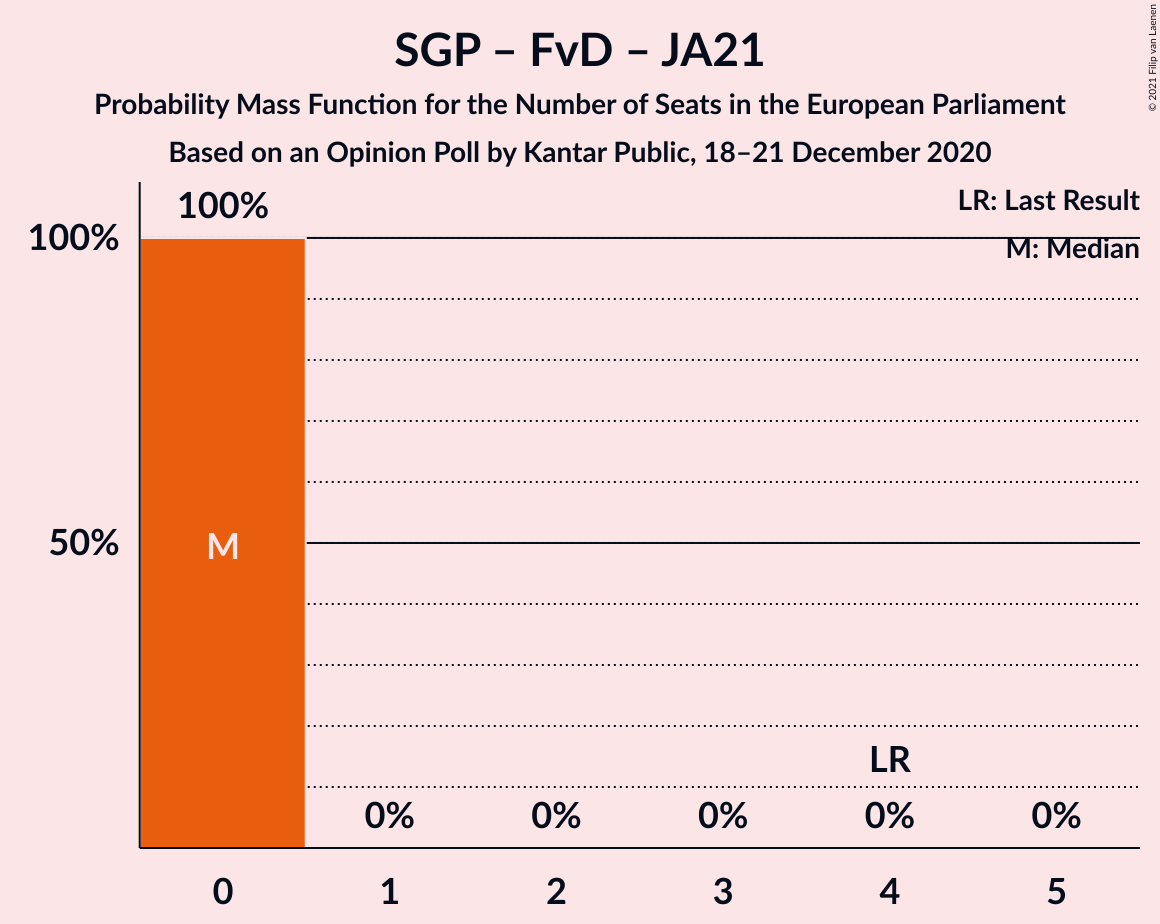 SGP – FvD – JA21
Probability Mass Function for the Number of Seats in the European Parliament
Based on an Opinion Poll by Kantar Public, 18–21 December 2020
© 2021 Filip van Laenen
LR: Last Result
M: Median
100%
100%
50%
M
LR
0% 0% 0% 0% 0%
0 1 2 3 4 5